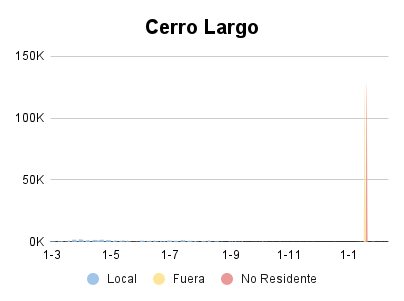 Cerro Largo
150K
100K
50K
0K
1-3 1-5 1-7 1-9 1-11 1-1
Local Fuera No Residente